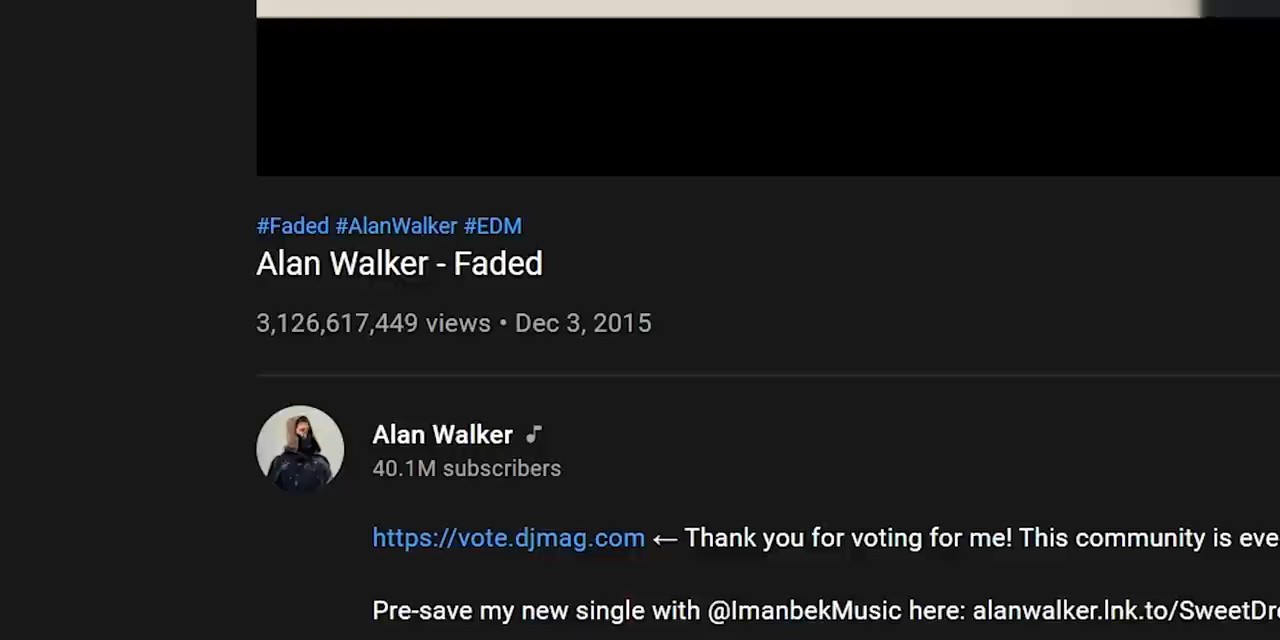 #Faded #AlanWalker #EDM
Alan Walker - Faded
3,126,617,449 views • Dec 3, 2015
Alan Walker
40.1M subscribers
https://vote.djmag.com ← Thank you for voting for me! This community is eve
Pre-save my new single with @ImanbekMusic here: alanwalker.lnk.to/SweetDr